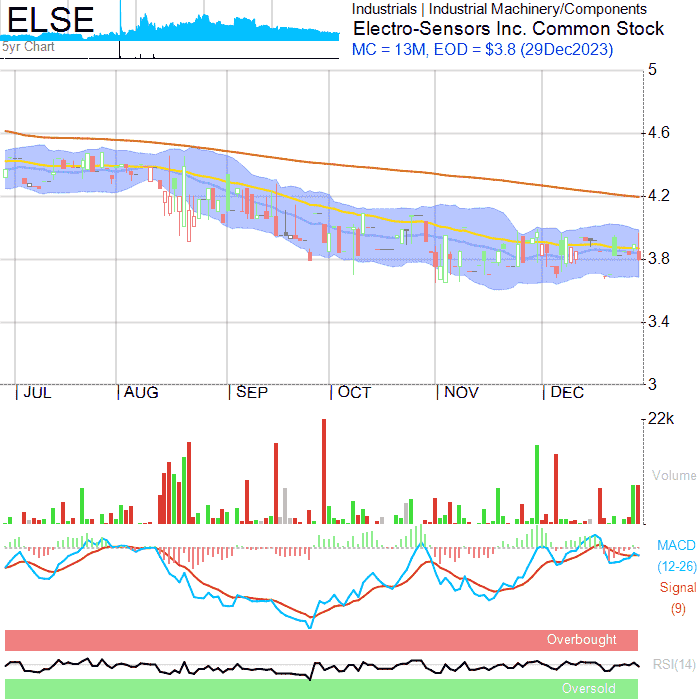 ELSE
5yr Chart
Industrials | Industrial Machinery/Components
Electro-Sensors Inc. Common Stock
MC = 13M, EOD = $3.8 (29Dec2023)
5
4.6
4.2
3.8
3.4
3
JUL AUG SEP OCT NOV DEC
22k
Volume
MACD
(12-26)
Signal
(9)
Overbought
RSI(14)
Oversold